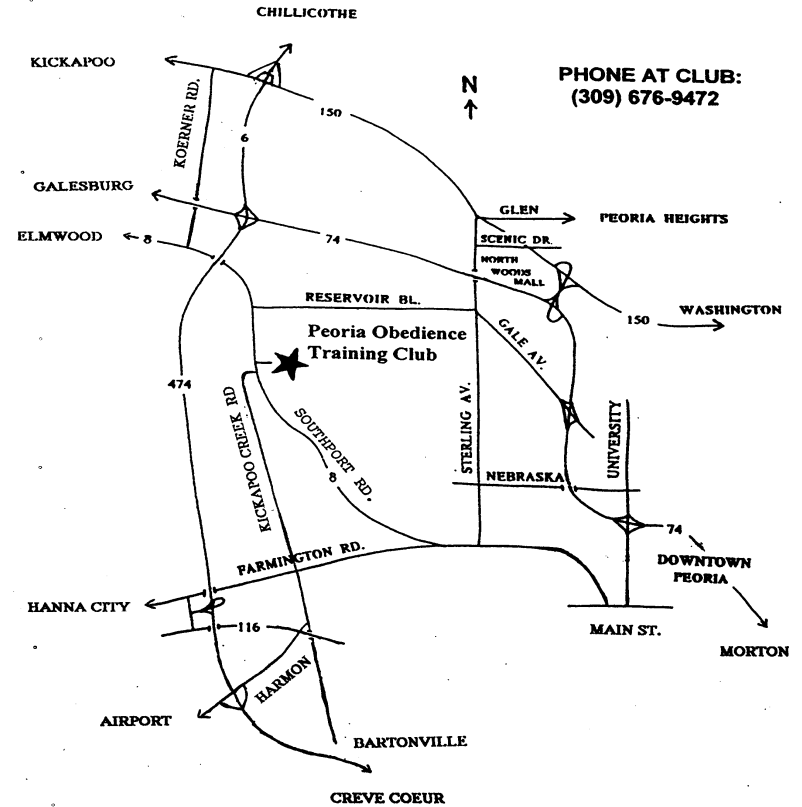 CHILLICOTHE
KICKAPOO
PHONE AT CLUB:
(309) 676-9472
N
KOERNER RD.
150
6
GALESBURG
GLEN
PEORIA HEIGHTS
ELMWOOD
8
74
SCENIC DR.
NORTH
WOODS
MALL
RESERVOIR BL.
WASHINGTON
150
Peoria Obedience
Training Club
GALE AV.
474
KICKAPOO CREEK RD
SOUTHPORT RD.
8
STERLING AV.
UNIVERSITY
NEBRASKA
74
DOWNTOWN
PEORIA
FARMINGTON RD.
HANNA CITY
116
MAIN ST.
MORTON
HARMON
AIRPORT
BARTONVILLE
CREVE COEUR